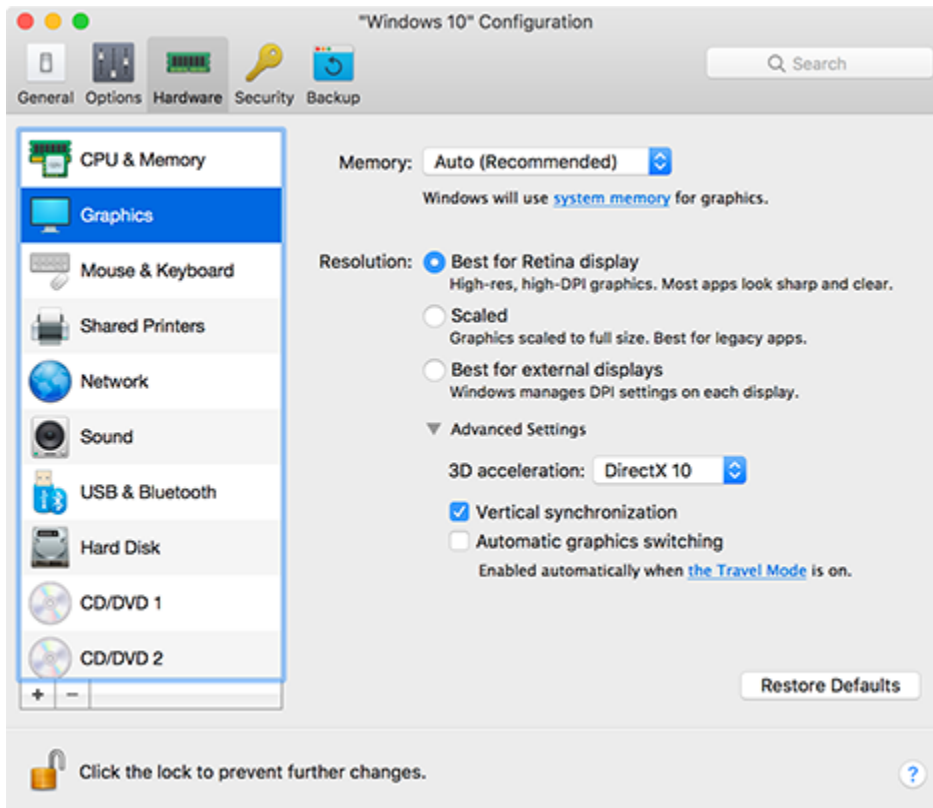 "Windows 10" Configuration
General Options Hardware Security Backup
Search
CPU & Memory
Graphics
Mouse & Keyboard
Shared Printers
Network
Sound
USB & Bluetooth
Hard Disk
CD/DVD 1
CD/DVD 2
+ −
Memory: Auto (Recommended)
Windows will use system memory for graphics.
Resolution: Best for Retina display
High-res, high-DPI graphics. Most apps look sharp and clear.
Scaled
Graphics scaled to full size. Best for legacy apps.
Best for external displays
Windows manages DPI settings on each display.
Advanced Settings
3D acceleration: DirectX 10
Vertical synchronization
Automatic graphics switching
Enabled automatically when the Travel Mode is on.
Restore Defaults
Click the lock to prevent further changes.
?